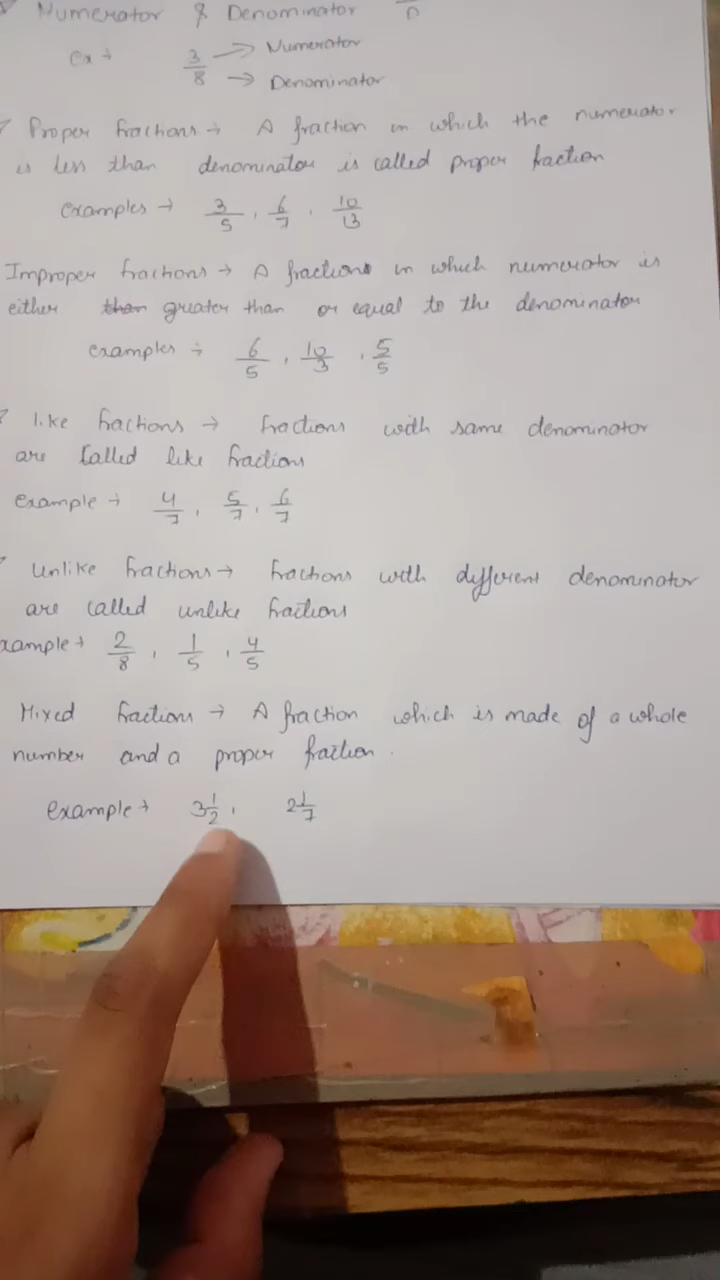 Numerator & Denominator
Ex → 3/8 → Numerator
→ Denominator
Proper fractions → A fraction in which the numerator
is less than denominator is called proper fraction
examples → 3/5, 6/7, 10/13
Improper fractions → A fractions in which numerator is
either than greater than or equal to the denominator
examples → 6/5, 10/3, 5/5
like fractions → fractions with same denominator
are called like fractions
example → 4/7, 5/7, 6/7
Unlike fractions → fractions with different denominator
are called unlike fractions
xample → 2/8, 1/5, 4/5
Mixed fractions → A fraction which is made of a whole
number and a proper fraction.
example → 3 1/2, 2 1/7